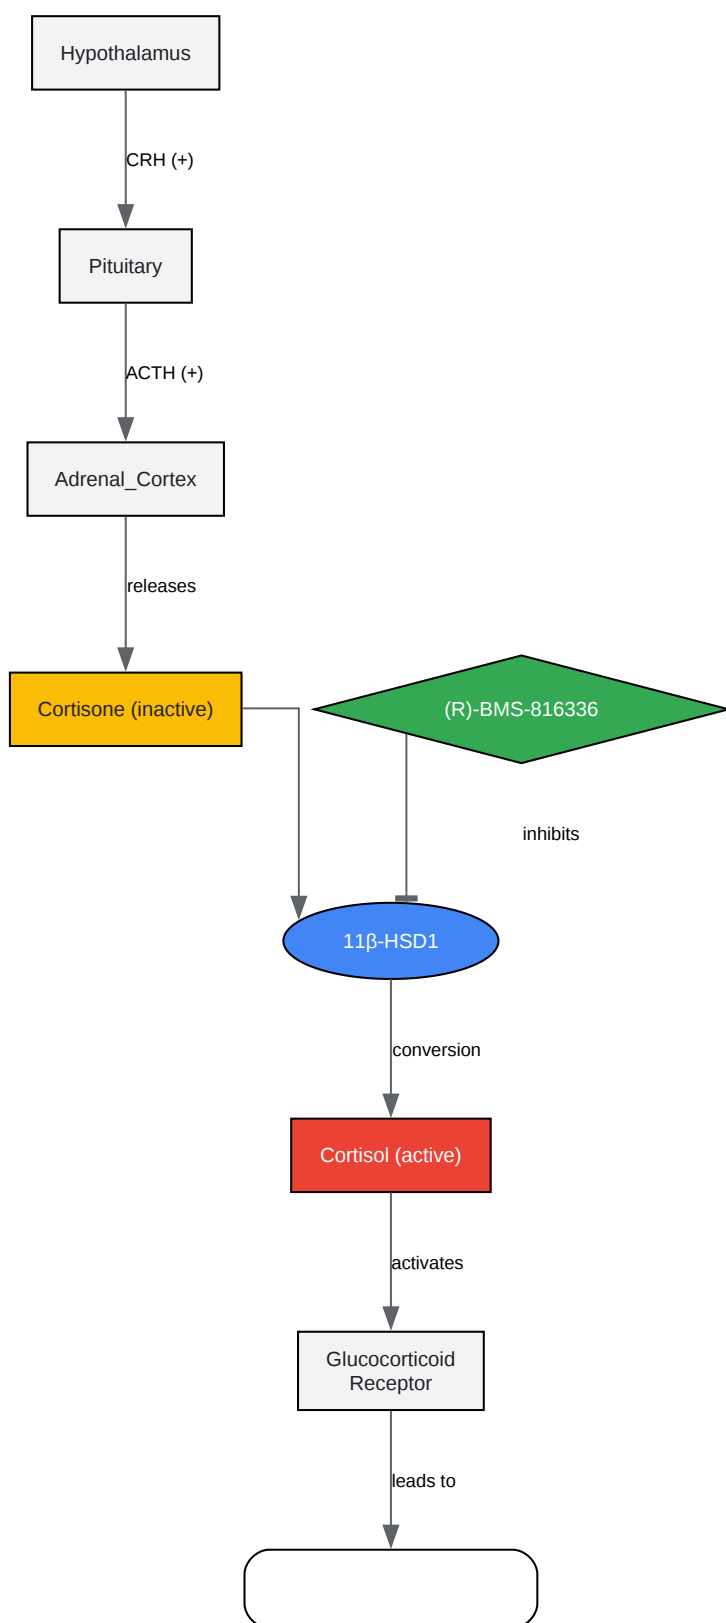 Hypothalamus
CRH (+)
Pituitary
ACTH (+)
Adrenal_Cortex
releases
Cortisone (inactive)
(R)-BMS-816336
inhibits
11β-HSD1
conversion
Cortisol (active)
activates
Glucocorticoid
Receptor
leads to